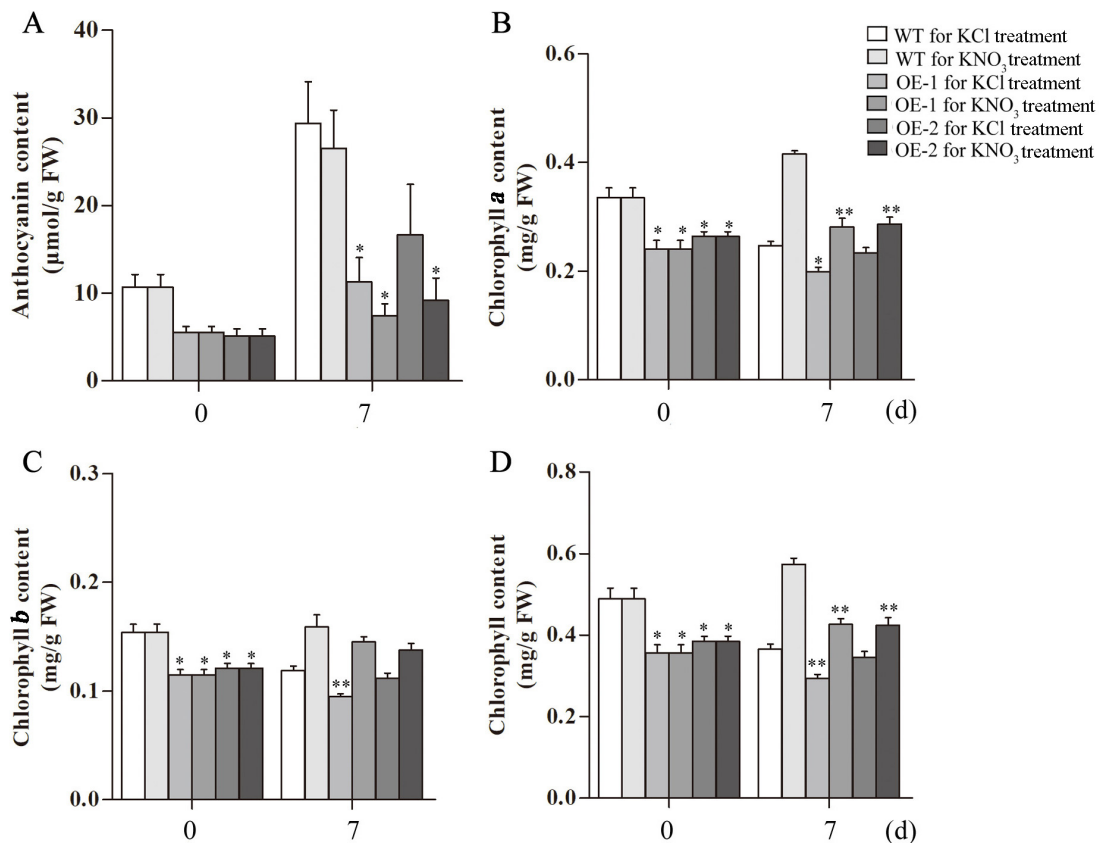 A
Anthocyanin content
(μmol/g FW)
40
30
20
10
0
*
*
*
0
7
B
Chlorophyll a content
(mg/g FW)
0.6
0.4
0.2
0.0
*
*
*
*
*
**
**
0
7
(d)
WT for KCl treatment
WT for KNO₃ treatment
OE-1 for KCl treatment
OE-1 for KNO₃ treatment
OE-2 for KCl treatment
OE-2 for KNO₃ treatment
C
Chlorophyll b content
(mg/g FW)
0.3
0.2
0.1
0.0
*
*
*
*
**
0
7
D
Chlorophyll content
(mg/g FW)
0.8
0.6
0.4
0.2
0.0
*
*
*
*
**
**
**
0
7
(d)